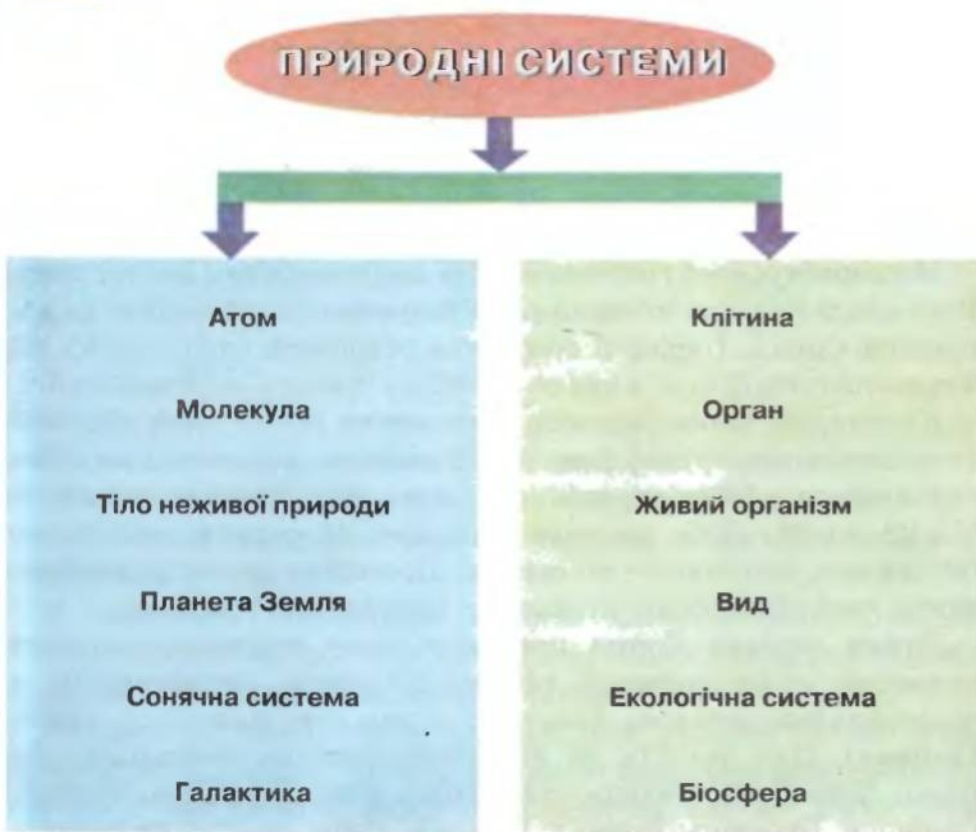 ПРИРОДНІ СИСТЕМИ
Атом
Молекула
Тіло неживої природи
Планета Земля
Сонячна система
Галактика
Клітина
Орган
Живий організм
Вид
Екологічна система
Біосфера